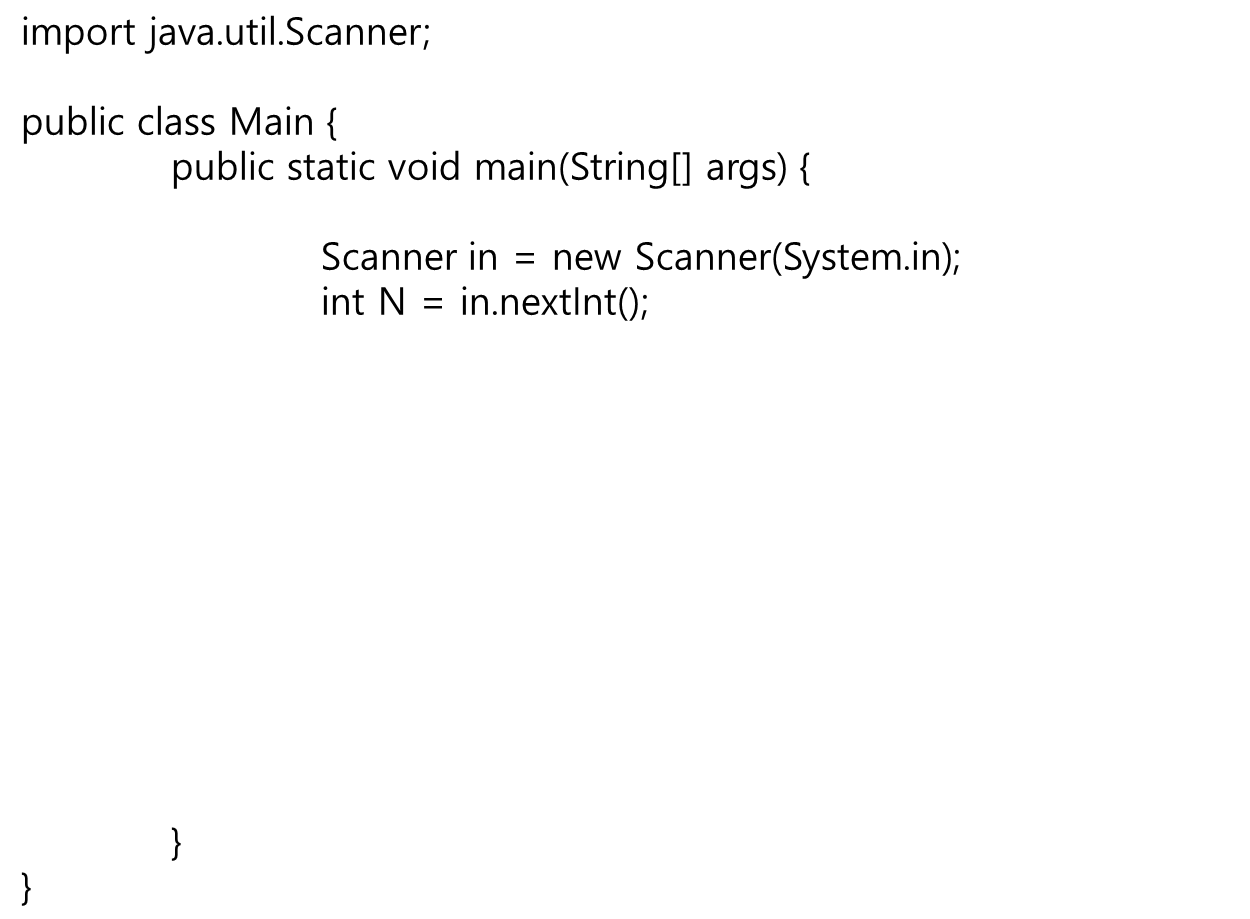 import java.util.Scanner;
public class Main {
public static void main(String[] args) {
Scanner in = new Scanner(System.in);
int N = in.nextInt();
}
}